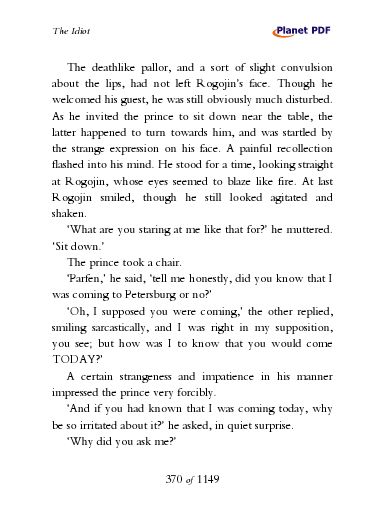 The Idiot
Planet PDF
The deathlike pallor, and a sort of slight convulsion
about the lips, had not left Rogojin's face. Though he
welcomed his guest, he was still obviously much disturbed.
As he invited the prince to sit down near the table, the
latter happened to turn towards him, and was startled by
the strange expression on his face. A painful recollection
flashed into his mind. He stood for a time, looking straight
at Rogojin, whose eyes seemed to blaze like fire. At last
Rogojin smiled, though he still looked agitated and
shaken.
'What are you staring at me like that for?' he muttered.
'Sit down.'
The prince took a chair.
'Parfen,' he said, 'tell me honestly, did you know that I
was coming to Petersburg or no?'
'Oh, I supposed you were coming,' the other replied,
smiling sarcastically, and I was right in my supposition,
you see; but how was I to know that you would come
TODAY?'
A certain strangeness and impatience in his manner
impressed the prince very forcibly.
'And if you had known that I was coming today, why
be so irritated about it?' he asked, in quiet surprise.
'Why did you ask me?'
370 of 1149